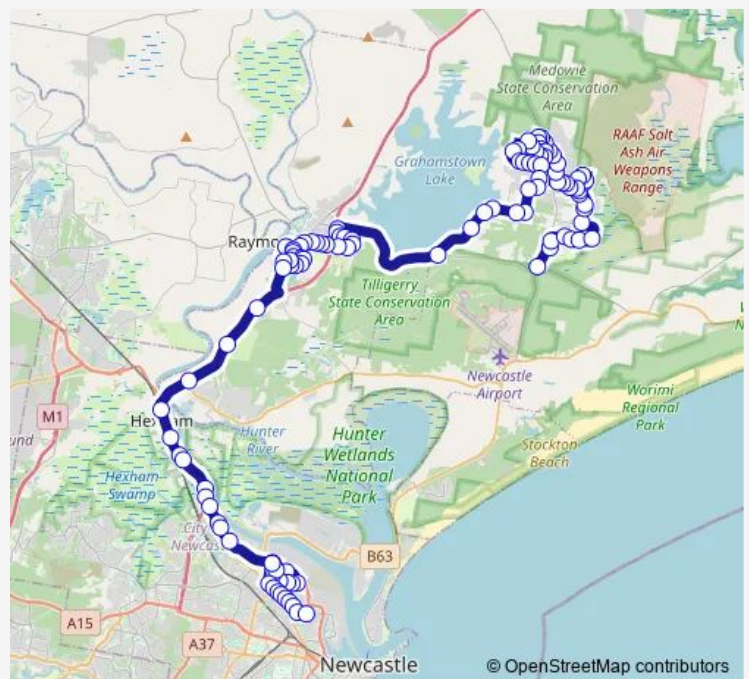 Medowie
State Conservation
Area
RAAF Salt
Ash Air
Weapons
Range
Grahamstown
Lake
Raymo
Tilligerry
State Conservation
Area
Newcastle
Airport
Worimi
Regional
Park
M1
Hexham
Hunter
River
Hunter
Wetlands
National
Park
Stockton
Beach
Hexham
Swamp
City
Newcas
B63
A15
A37
Newcastle
© OpenStreetMap contributors